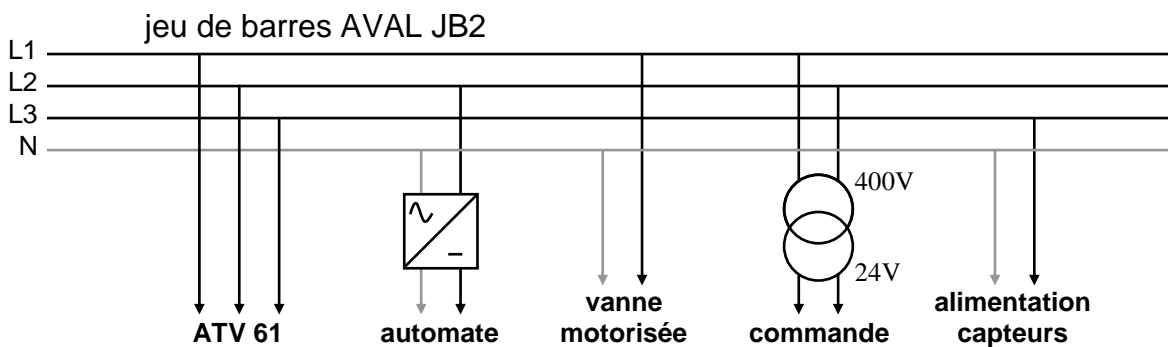 jeu de barres AVAL JB2
L1
L2
L3
N
400V
24V
ATV 61
automate
vanne
motorisée
commande
alimentation
capteurs